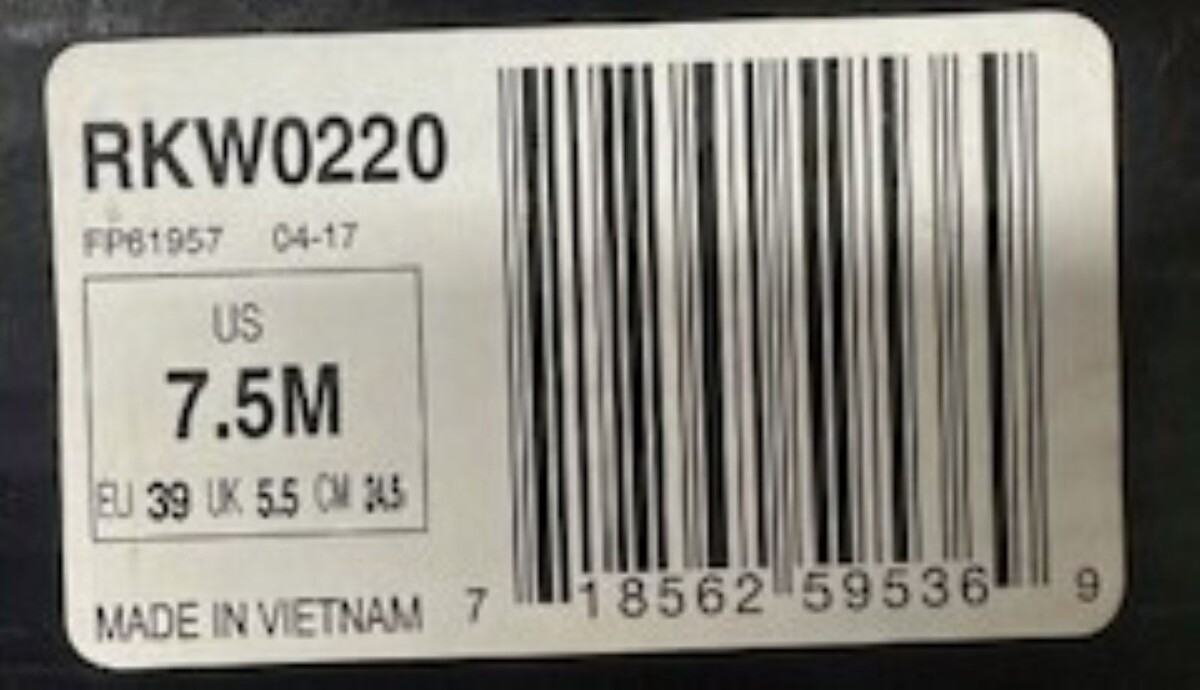 RKW0220
FP61957 04-17
US
7.5M
EU 39 UK 5.5 CM 24.5
MADE IN VIETNAM
7 18562 59536 9